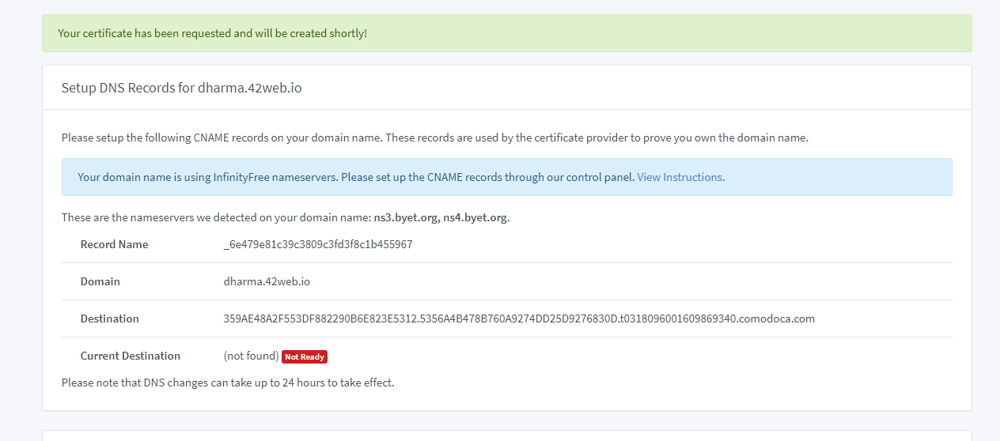 Your certificate has been requested and will be created shortly!
Setup DNS Records for dharma.42web.io
Please setup the following CNAME records on your domain name. These records are used by the certificate provider to prove you own the domain name.
Your domain name is using InfinityFree nameservers. Please set up the CNAME records through our control panel. View Instructions.
These are the nameservers we detected on your domain name: ns3.byet.org, ns4.byet.org.
Record Name _6e479e81c39c3809c3fd3f8c1b455967
Domain dharma.42web.io
Destination 359AE48A2F553DF882290B6E823E5312.5356A4B478B760A9274DD25D9276830D.t0318096001609869340.comodoca.com
Current Destination (not found) Not Ready
Please note that DNS changes can take up to 24 hours to take effect.